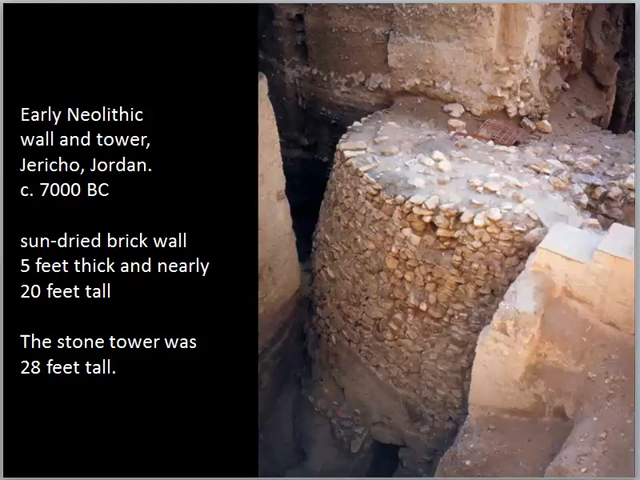 Early Neolithic
wall and tower,
Jericho, Jordan.
c. 7000 BC
sun-dried brick wall
5 feet thick and nearly
20 feet tall
The stone tower was
28 feet tall.